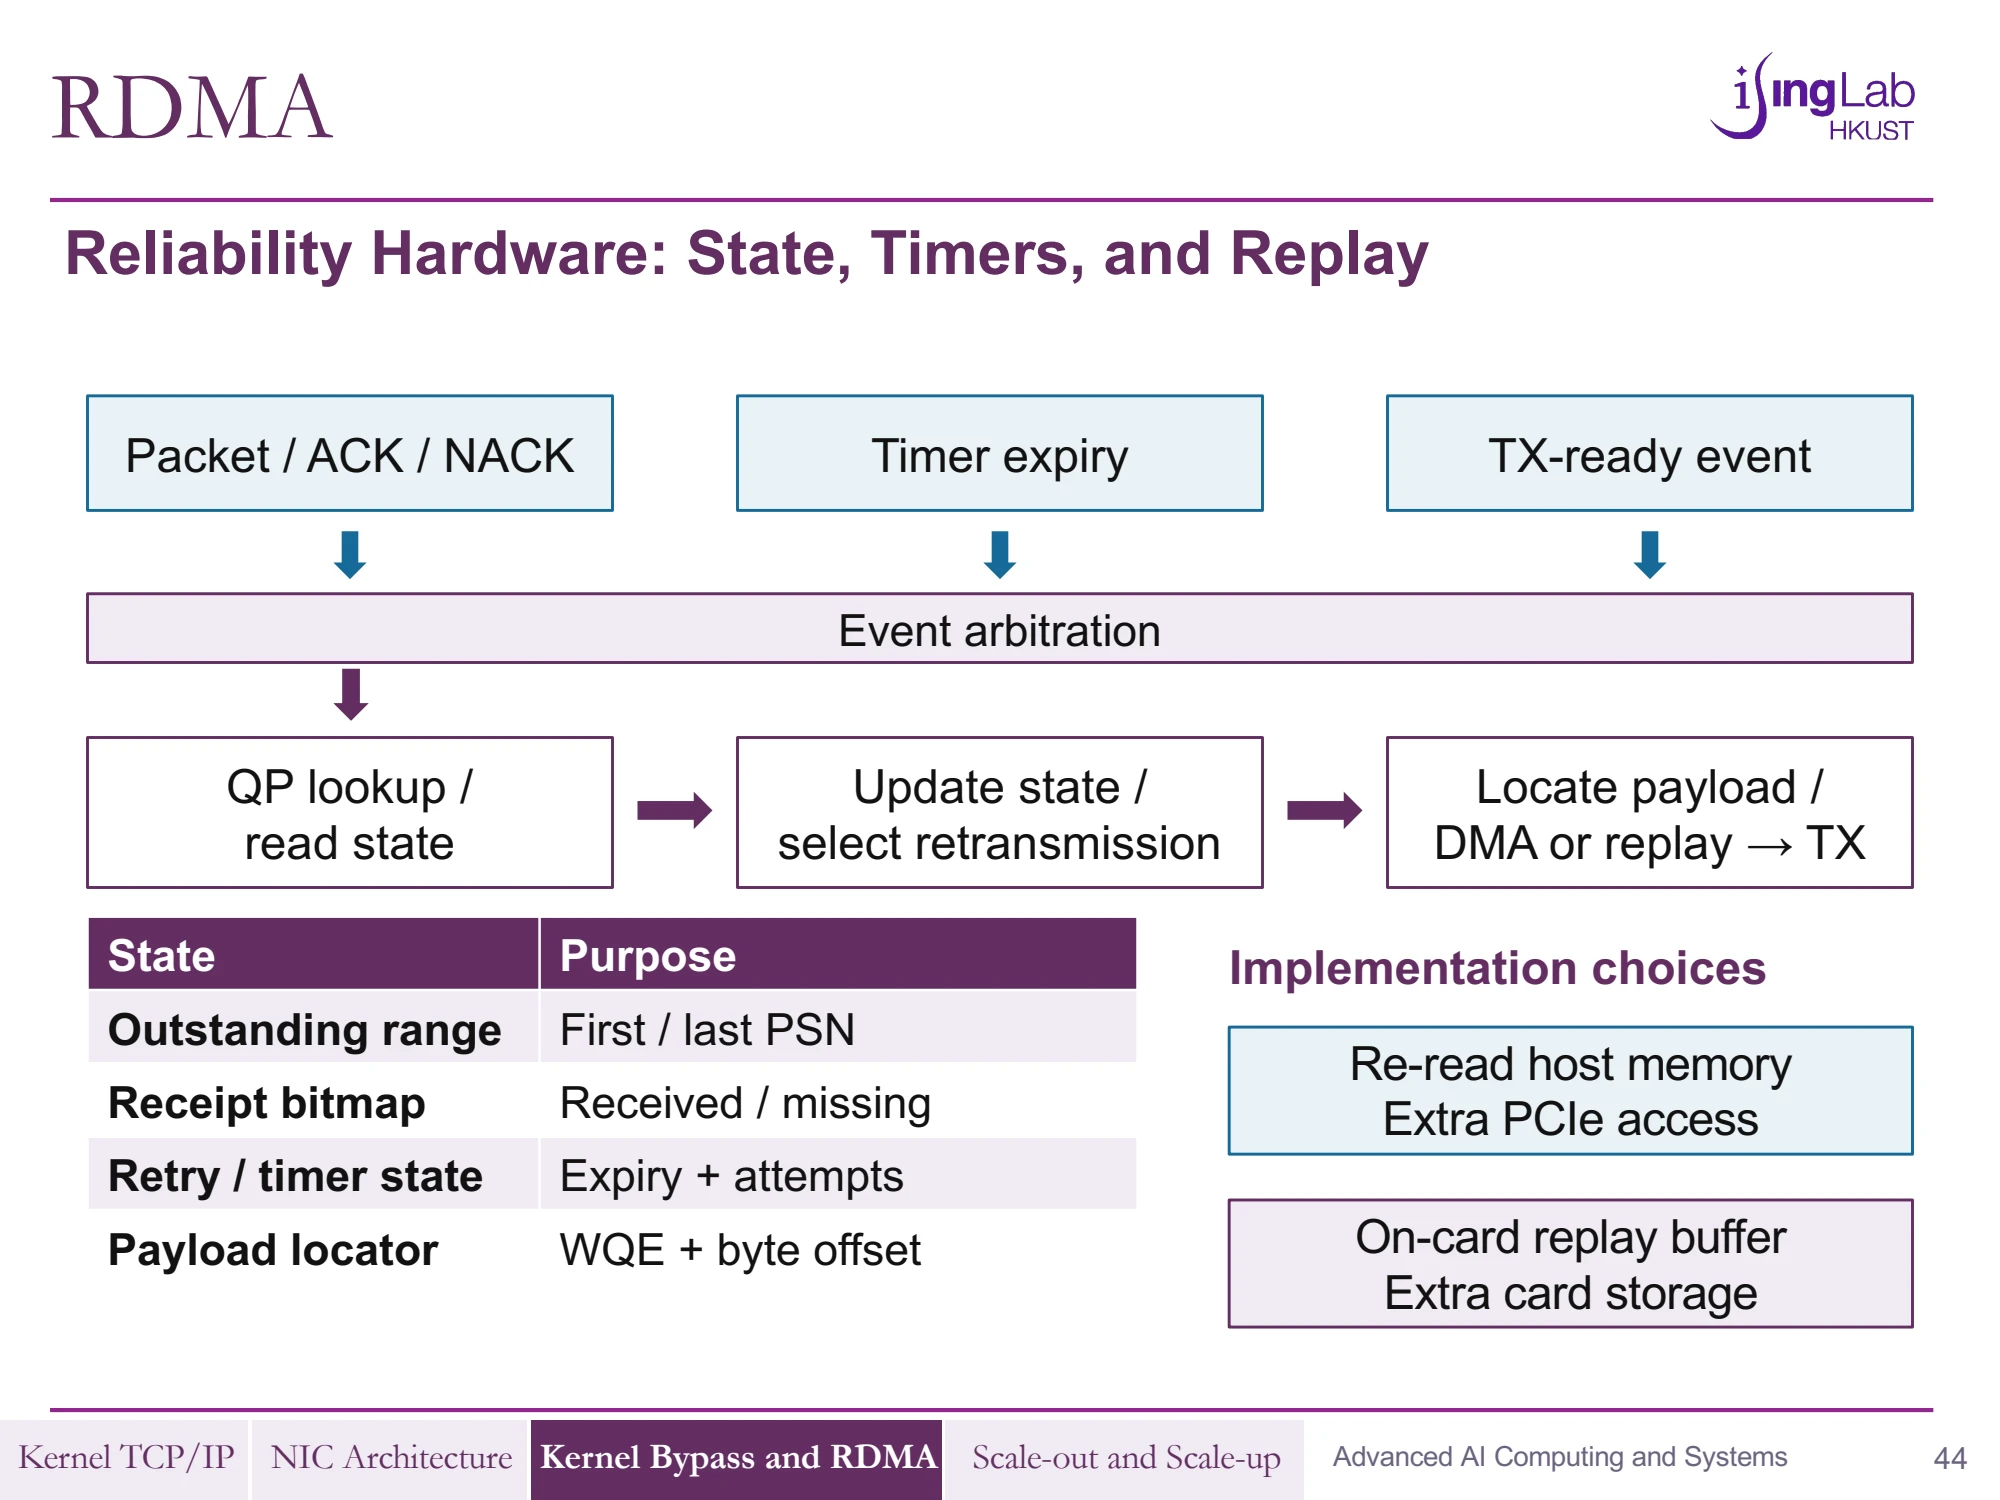 RDMA
iSingLab
HKUST
Reliability Hardware: State, Timers, and Replay
Packet / ACK / NACK
Timer expiry
TX-ready event
Event arbitration
QP lookup /
read state
Update state /
select retransmission
Locate payload /
DMA or replay → TX
State Purpose
Outstanding range First / last PSN
Receipt bitmap Received / missing
Retry / timer state Expiry + attempts
Payload locator WQE + byte offset
Implementation choices
Re-read host memory
Extra PCIe access
On-card replay buffer
Extra card storage
Kernel TCP/IP NIC Architecture Kernel Bypass and RDMA Scale-out and Scale-up Advanced AI Computing and Systems 44